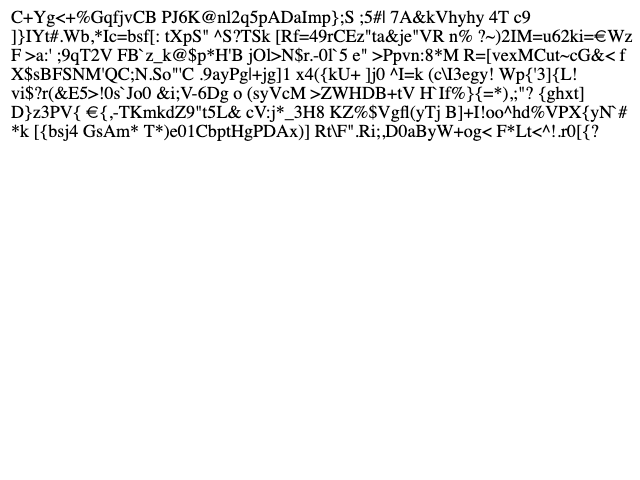 C+Yg<+%GqfjvCB PJ6K@nl2q5pADaImp};S ;5#| 7A&kVhyhy 4T c9
]}IYt#.Wb,*Ic=bsf[: tXpS" ^S?TSk [Rf=49rCEz"ta&je"VR n% ?~)2IM=u62ki=€Wz
F >a:' ;9qT2V FB`z_k@$p*H'B jOl>N$r.-0l`5 e" >Ppvn:8*M R=[vexMCut~cG&< f
X$sBFSNM'QC;N.So"'C .9ayPg|+jg]1 x4({kU+ ]j0 ^I=k (c\I3egy! Wp{'3]{L!
vi$?r(&E5>!0s`Jo0 &i;V-6Dg o (syVcM >ZWHDB+tV H`If%}{=*),;"? {ghxt]
D}z3PV{ €{,-TKmkdZ9"t5L& cV:j*_3H8 KZ%$Vgfl(yTj B]+I!oo^hd%VPX{yN`#
*k [{bsj4 GsAm* T*)e01CbptHgPDAx)] Rt\F".Ri;,D0aByW+og< F*Lt<^!.r0[{?